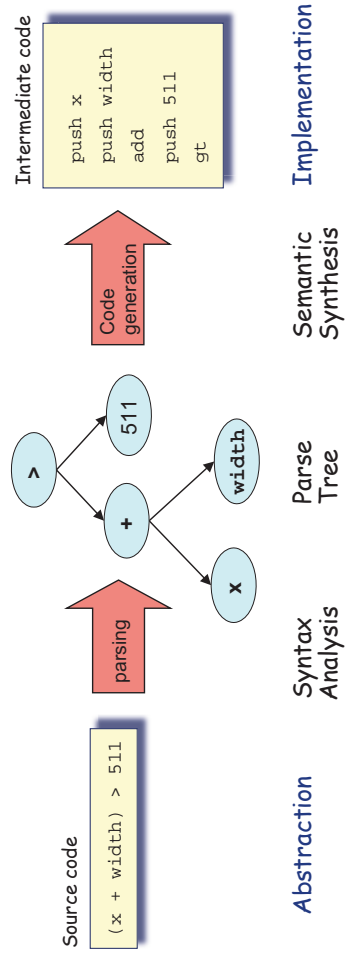 Source code
(x + width) > 511
parsing
>
+
511
x
width
Code
generation
Intermediate code
push x
push width
add
push 511
gt
Abstraction
Syntax
Analysis
Parse
Tree
Semantic
Synthesis
Implementation